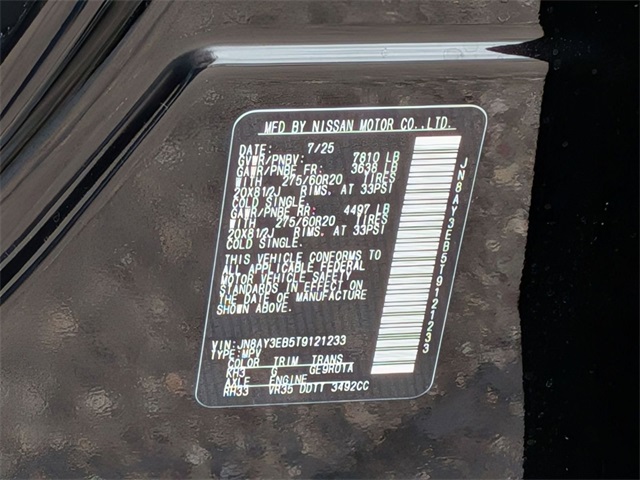 MFD BY NISSAN MOTOR CO.,LTD.
DATE: 7/25
GVWR/PNBV: 7810 LB
GAWR/PNBE FR: 3638 LB
WITH 275/60R20 TIRES
20X81/2J RIMS. AT 33PSI
COLD SINGLE.
GAWR/PNBE RR: 4497 LB
WITH 275/60R20 TIRES
20X81/2J RIMS. AT 33PSI
COLD SINGLE.
THIS VEHICLE CONFORMS TO
ALL APPLICABLE FEDERAL
MOTOR VEHICLE SAFETY
STANDARDS IN EFFECT ON
THE DATE OF MANUFACTURE
SHOWN ABOVE.
VIN:JN8AY3EB5T9121233
TYPE:MPV
COLOR TRIM TRANS
KH3 G GE9R01A
AXLE ENGINE
RH33 VR35 DDTT 3492CC
JN8AY3EB5T9121233